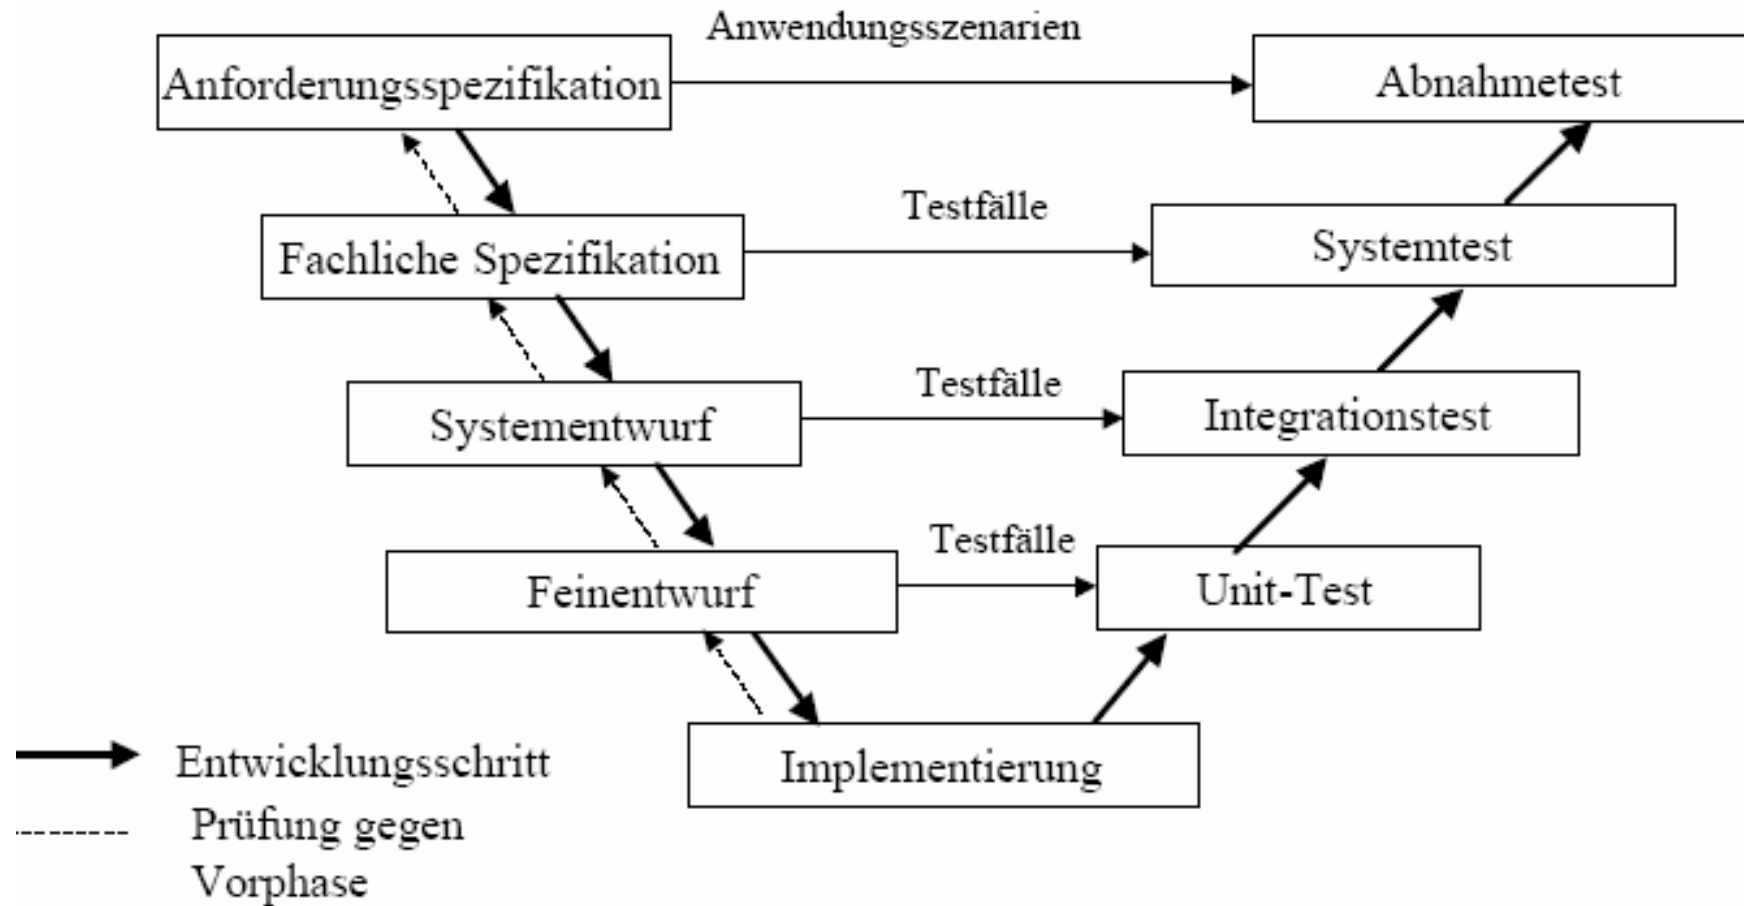 Anwendungsszenarien
Anforderungsspezifikation
Abnahmetest
Testfälle
Fachliche Spezifikation
Systemtest
Testfälle
Systementwurf
Integrationstest
Testfälle
Feinentwurf
Unit-Test
Implementierung
Entwicklungsschritt
Prüfung gegen
Vorphase